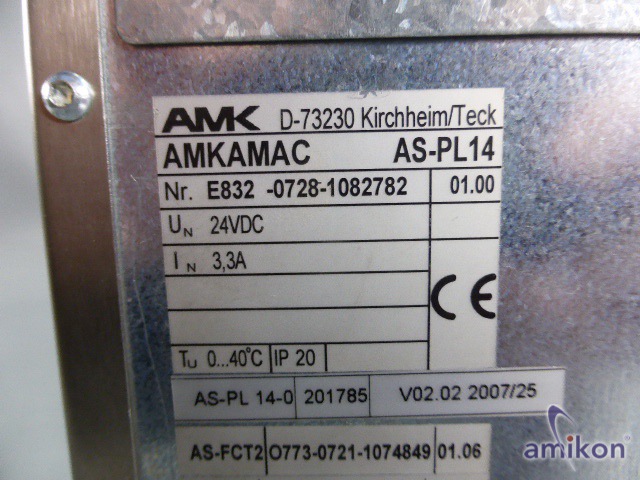 AMK D-73230 Kirchheim/Teck
AMKAMAC AS-PL14
Nr. E832 -0728-1082782 01.00
UN 24VDC
IN 3,3A
CE
TU 0...40°C IP 20
AS-PL 14-0 201785 V02.02 2007/25
AS-FCT2 O773-0721-1074849 01.06
amikon®